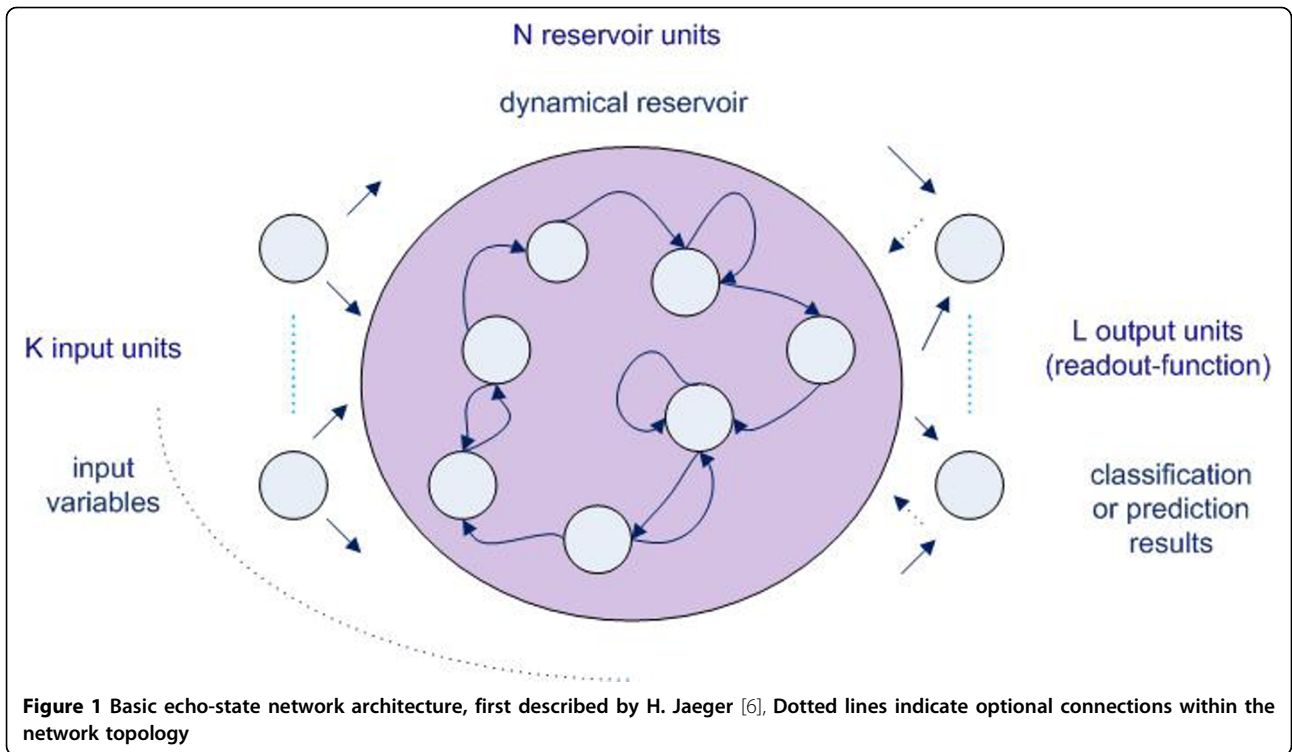 N reservoir units
dynamical reservoir
K input units
input
variables
L output units
(readout-function)
classification
or prediction
results
Figure 1 Basic echo-state network architecture, first described by H. Jaeger [6], Dotted lines indicate optional connections within the
network topology